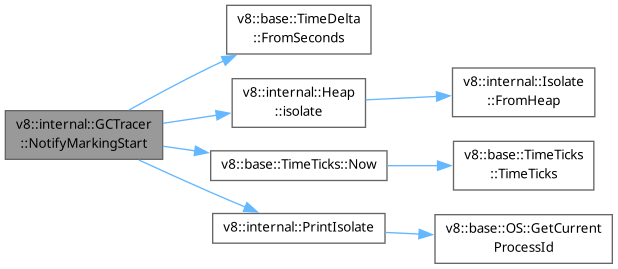 v8::internal::GCTracer
::NotifyMarkingStart
v8::base::TimeDelta
::FromSeconds
v8::internal::Heap
::isolate
v8::internal::Isolate
::FromHeap
v8::base::TimeTicks::Now
v8::base::TimeTicks
::TimeTicks
v8::internal::PrintIsolate
v8::base::OS::GetCurrent
ProcessId